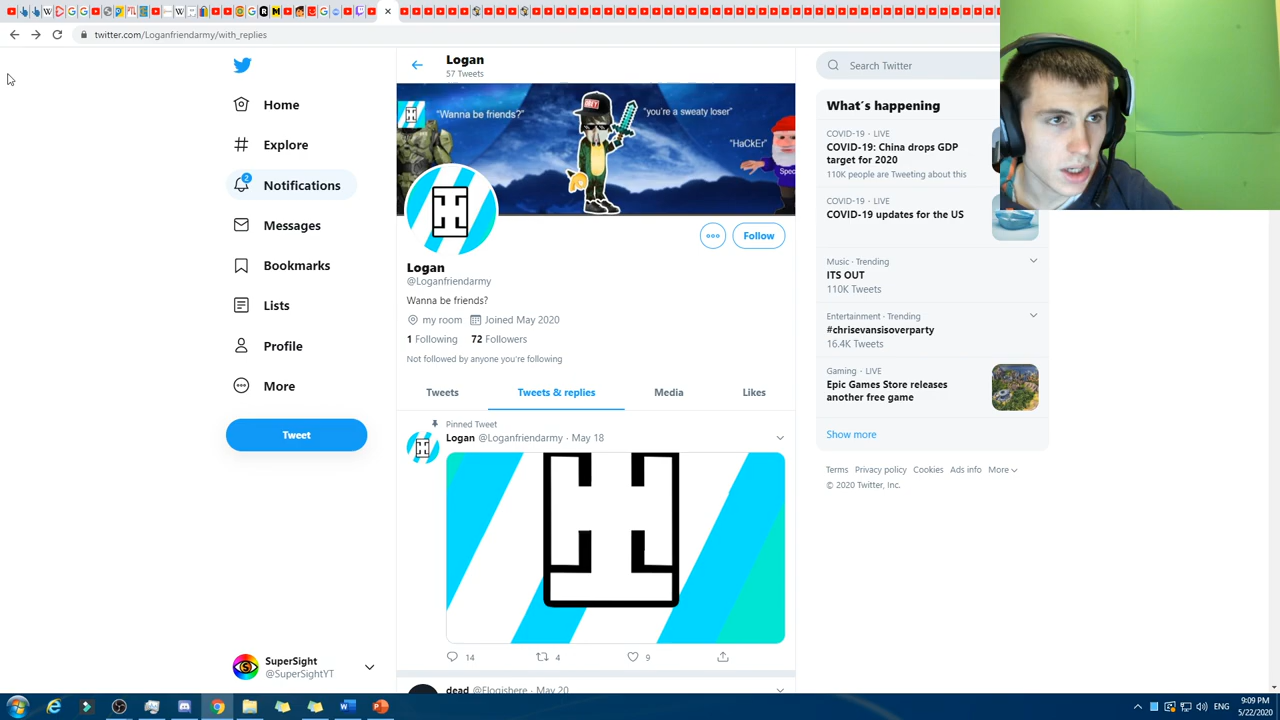 twitter.com/Loganfriendarmy/with_replies
Home
Explore
2
Notifications
Messages
Bookmarks
Lists
Profile
More
Tweet
SuperSight
@SuperSightYT
Logan
57 Tweets
"Wanna be friends?"
"you're a sweaty loser"
"HaCkEr"
OBEY
Spec
Follow
Logan
@Loganfriendarmy
Wanna be friends?
my room Joined May 2020
1 Following 72 Followers
Not followed by anyone you're following
Tweets Tweets & replies Media Likes
Pinned Tweet
Logan @Loganfriendarmy · May 18
14 4 9
dead @Flogishere · May 20
Search Twitter
What's happening
COVID-19 · LIVE
COVID-19: China drops GDP
target for 2020
110K people are Tweeting about this
COVID-19 · LIVE
COVID-19 updates for the US
Music · Trending
ITS OUT
110K Tweets
Entertainment · Trending
#chrisevansisoverparty
16.4K Tweets
Gaming · LIVE
Epic Games Store releases
another free game
Show more
Terms Privacy policy Cookies Ads info More
© 2020 Twitter, Inc.
ENG
9:09 PM
5/22/2020